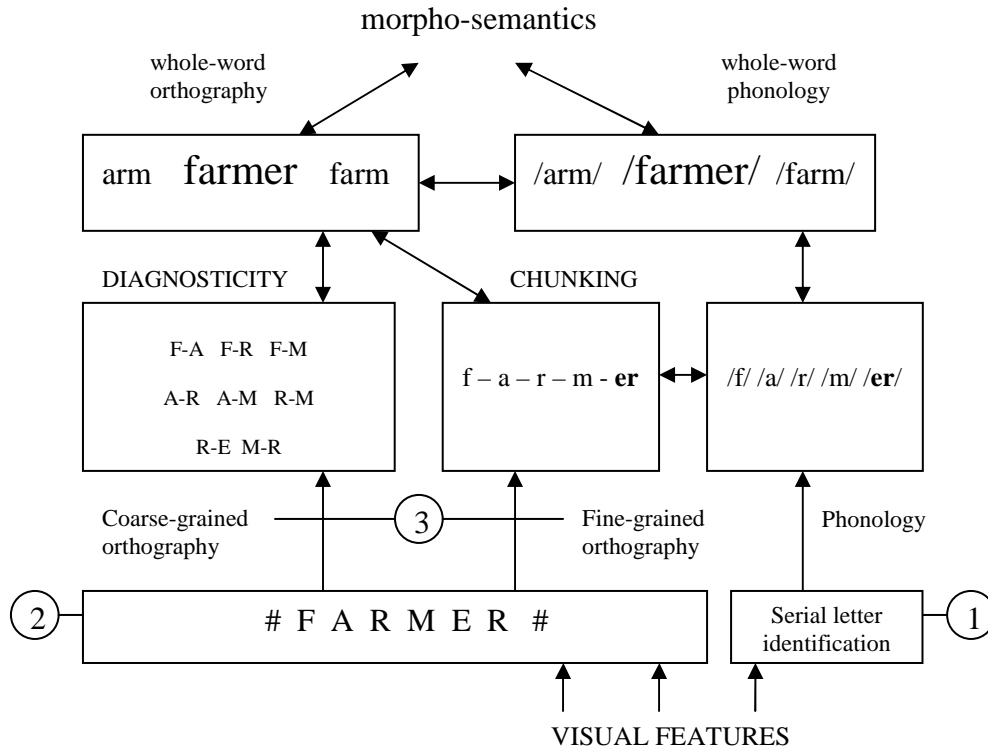 morpho-semantics
whole-word
orthography
whole-word
phonology
arm farmer farm
/arm/ /farmer/ /farm/
DIAGNOSTICITY
CHUNKING
F-A F-R F-M
A-R A-M R-M
R-E M-R
f – a – r – m - er
/f/ /a/ /r/ /m/ /er/
Coarse-grained
orthography
3
Fine-grained
orthography
Phonology
2
# F A R M E R #
Serial letter
identification
1
VISUAL FEATURES